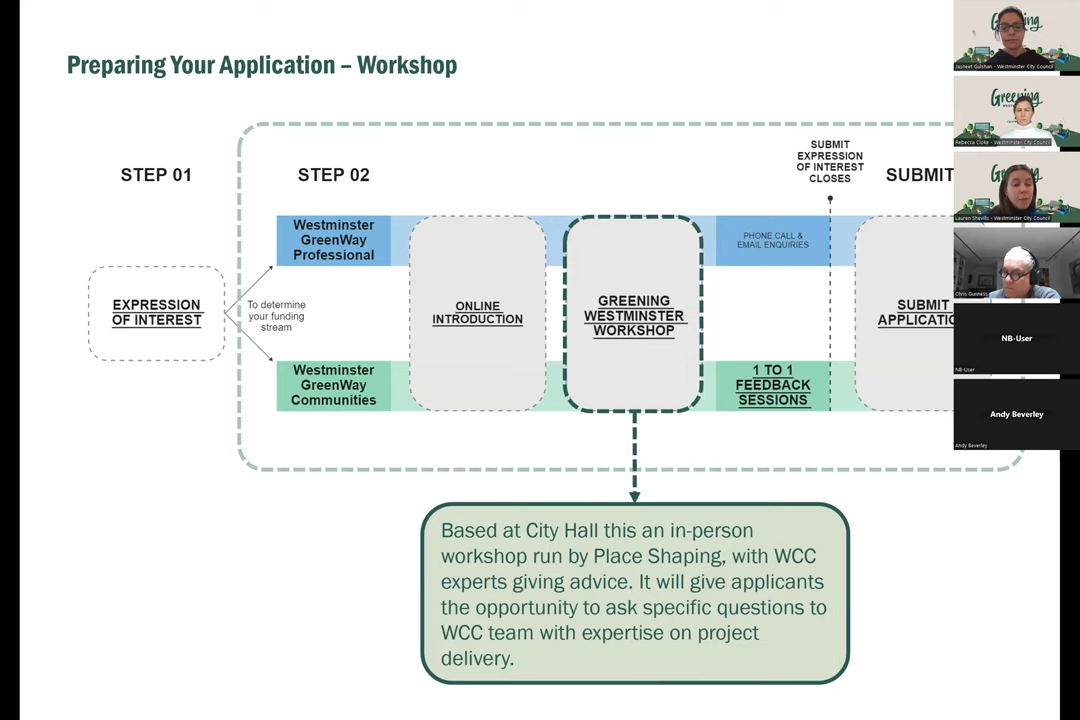 Preparing Your Application – Workshop
STEP 01
STEP 02
SUBMIT
EXPRESSION
OF INTEREST
CLOSES
SUBMIT
Westminster
GreenWay
Professional
PHONE CALL &
EMAIL ENQUIRIES
EXPRESSION
OF INTEREST
To determine
your funding
stream
ONLINE
INTRODUCTION
GREENING
WESTMINSTER
WORKSHOP
SUBMIT
APPLICATIO
Westminster
GreenWay
Communities
1 TO 1
FEEDBACK
SESSIONS
Based at City Hall this an in-person
workshop run by Place Shaping, with WCC
experts giving advice. It will give applicants
the opportunity to ask specific questions to
WCC team with expertise on project
delivery.
Greening
Jasneet Gulshan - Westminster City Council
Greening
Rebecca Cloke - Westminster City Council
Lauren Shevills - Westminster City Council
Chris Gunness
NB-User
NB-User
Andy Beverley
Andy Beverley